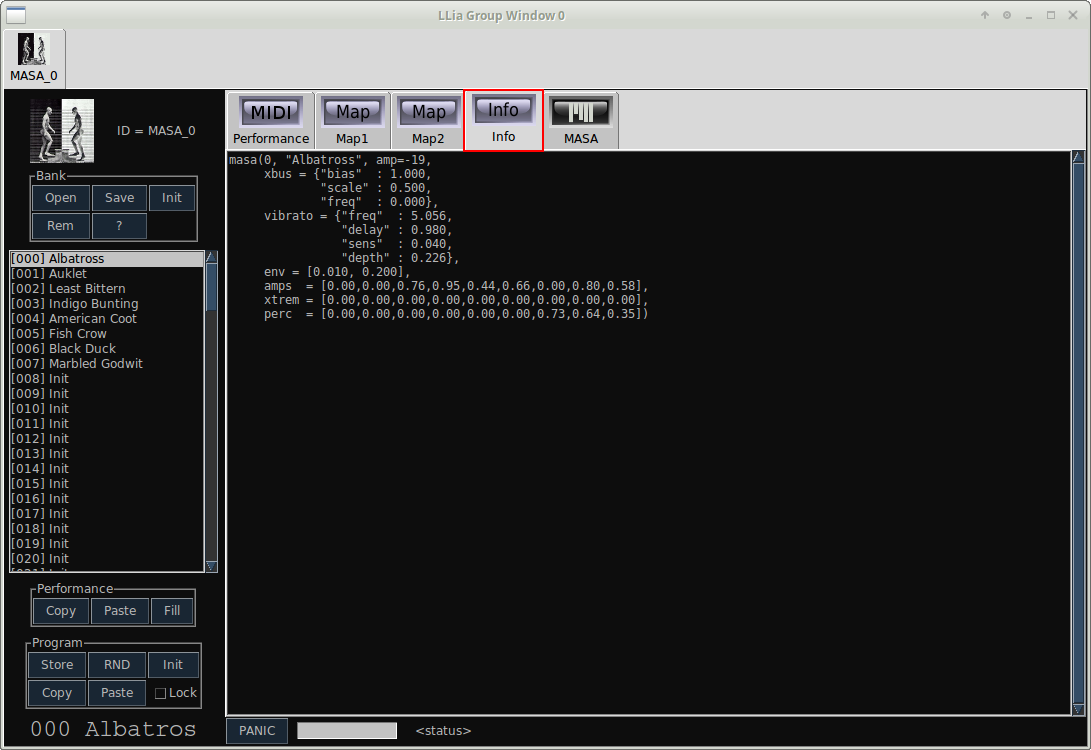 LLia Group Window 0
MASA_0
ID = MASA_0
Bank
Open Save Init
Rem ?
[000] Albatross
[001] Auklet
[002] Least Bittern
[003] Indigo Bunting
[004] American Coot
[005] Fish Crow
[006] Black Duck
[007] Marbled Godwit
[008] Init
[009] Init
[010] Init
[011] Init
[012] Init
[013] Init
[014] Init
[015] Init
[016] Init
[017] Init
[018] Init
[019] Init
[020] Init
Performance
Copy Paste Fill
Program
Store RND Init
Copy Paste Lock
000 Albatros
MIDI Map Map Info
Performance Map1 Map2 Info MASA
masa(0, "Albatross", amp=-19,
     xbus = {"bias"  : 1.000,
             "scale" : 0.500,
             "freq"  : 0.000},
     vibrato = {"freq"  : 5.056,
                "delay" : 0.980,
                "sens"  : 0.040,
                "depth" : 0.226},
     env = [0.010, 0.200],
     amps  = [0.00,0.00,0.76,0.95,0.44,0.66,0.00,0.80,0.58],
     xtrem = [0.00,0.00,0.00,0.00,0.00,0.00,0.00,0.00,0.00],
     perc  = [0.00,0.00,0.00,0.00,0.00,0.00,0.73,0.64,0.35])
PANIC <status>